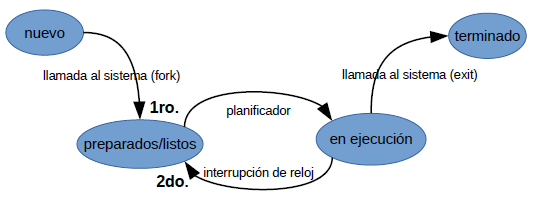 nuevo
terminado
llamada al sistema (fork)
llamada al sistema (exit)
1ro.
planificador
preparados/listos
en ejecución
2do.
interrupción de reloj